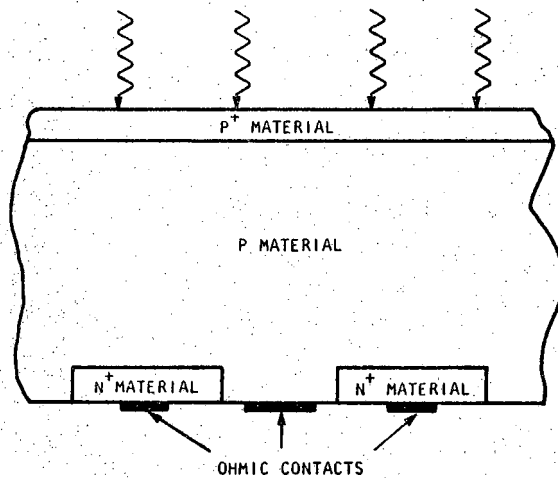 P+ MATERIAL
P MATERIAL
N+ MATERIAL
N+ MATERIAL
OHMIC CONTACTS